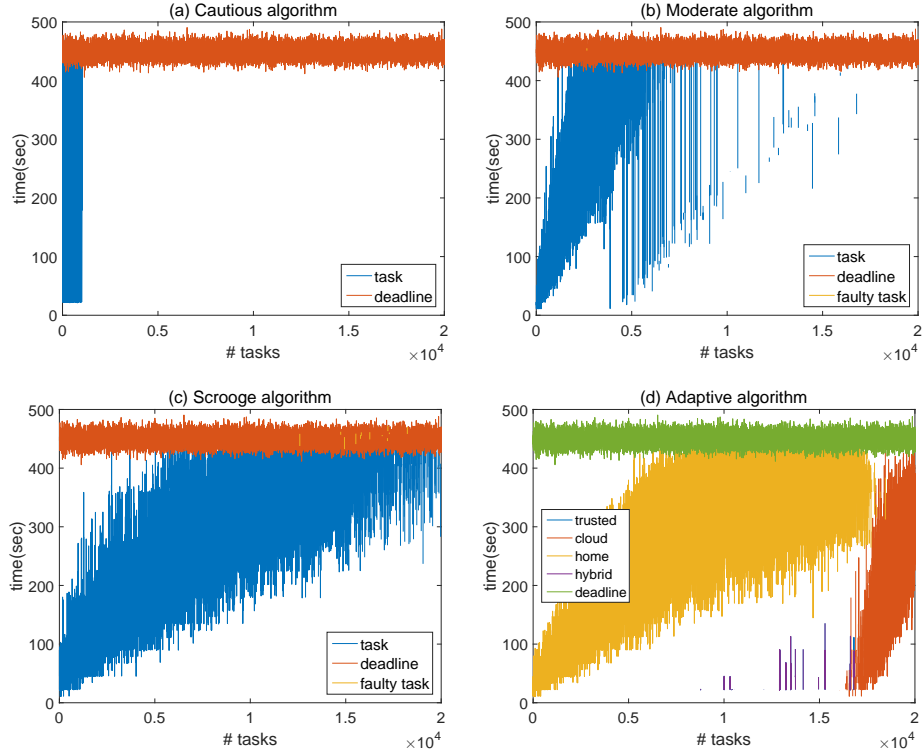 (a) Cautious algorithm
500
400
300
200
100
0
time(sec)
0
0.5
1
1.5
2
# tasks
×10^4
task
deadline
(b) Moderate algorithm
500
400
300
200
100
0
time(sec)
0
0.5
1
1.5
2
# tasks
×10^4
task
deadline
faulty task
(c) Scrooge algorithm
500
400
300
200
100
0
time(sec)
0
0.5
1
1.5
2
# tasks
×10^4
task
deadline
faulty task
(d) Adaptive algorithm
500
400
300
200
100
0
time(sec)
0
0.5
1
1.5
2
# tasks
×10^4
trusted
cloud
home
hybrid
deadline